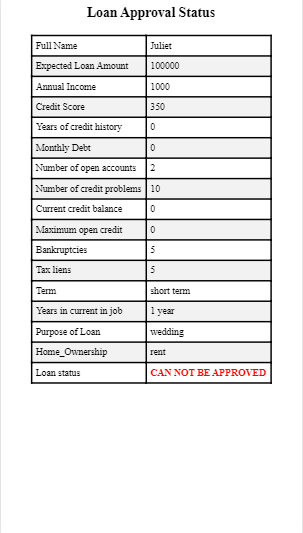 Loan Approval Status
Full Name Juliet
Expected Loan Amount 100000
Annual Income 1000
Credit Score 350
Years of credit history 0
Monthly Debt 0
Number of open accounts 2
Number of credit problems 10
Current credit balance 0
Maximum open credit 0
Bankruptcies 5
Tax liens 5
Term short term
Years in current in job 1 year
Purpose of Loan wedding
Home_Ownership rent
Loan status CAN NOT BE APPROVED